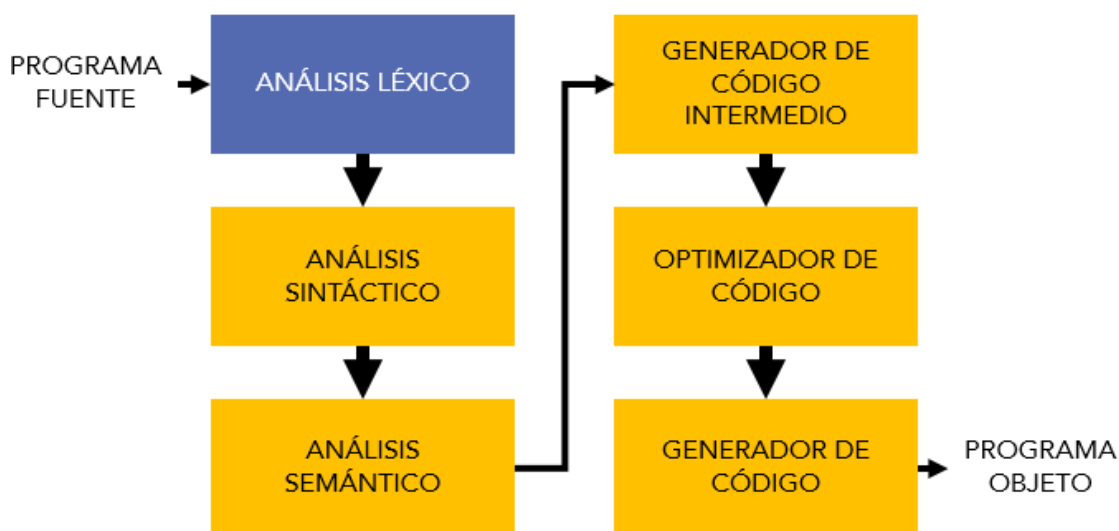 PROGRAMA
FUENTE
ANÁLISIS LÉXICO
ANÁLISIS
SINTÁCTICO
ANÁLISIS
SEMÁNTICO
GENERADOR DE
CÓDIGO
INTERMEDIO
OPTIMIZADOR DE
CÓDIGO
GENERADOR DE
CÓDIGO
PROGRAMA
OBJETO